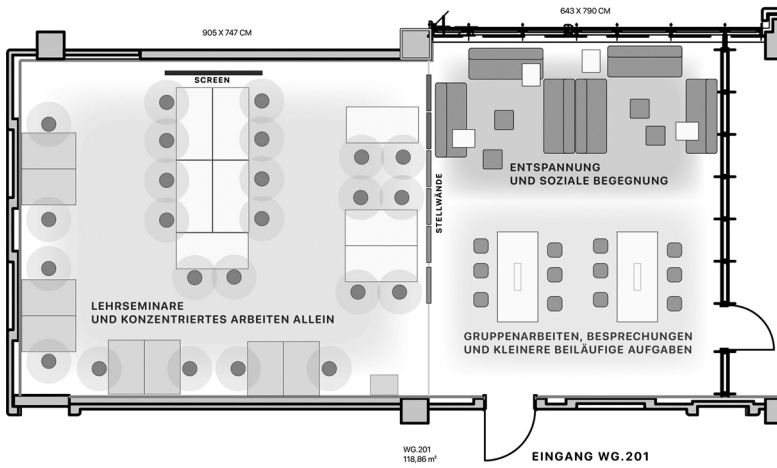 905 X 747 CM
643 X 790 CM
SCREEN
ENTSPANNUNG
UND SOZIALE BEGEGNUNG
STELLWÄNDE
LEHRSEMINARE
UND KONZENTRIERTES ARBEITEN ALLEIN
GRUPPENARBEITEN, BESPRECHUNGEN
UND KLEINERE BEILÄUFIGE AUFGABEN
WG.201
118,86 m²
EINGANG WG.201